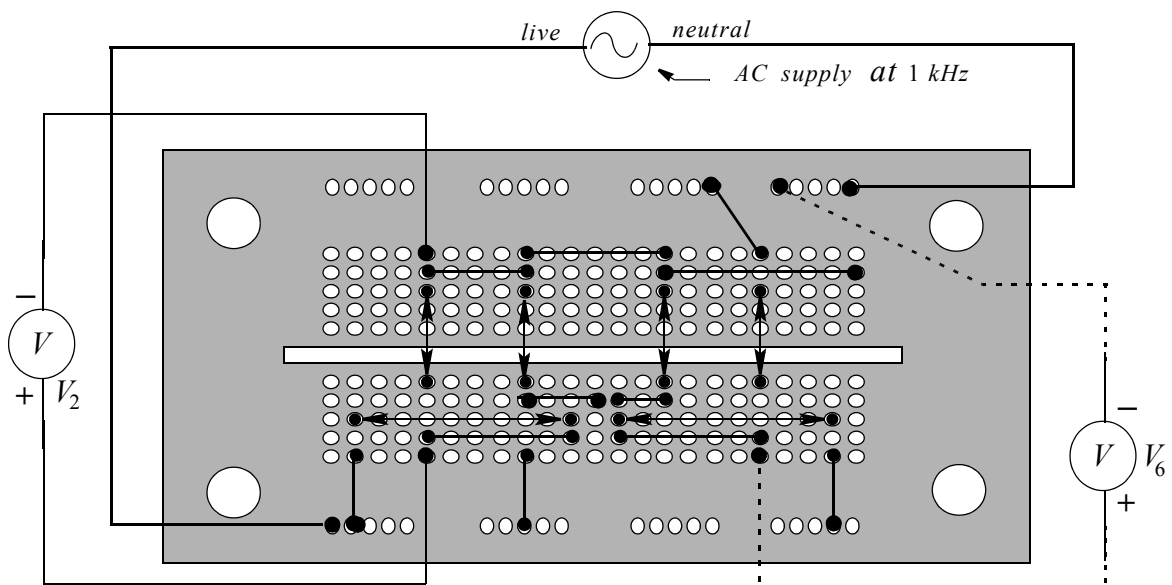 live neutral
AC supply at 1 kHz
−
V
+ V2
−
V V6
+